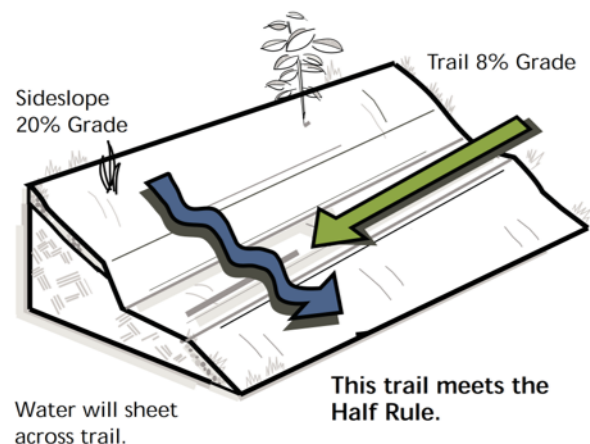 Trail 8% Grade
Sideslope
20% Grade
This trail meets the
Half Rule.
Water will sheet
across trail.